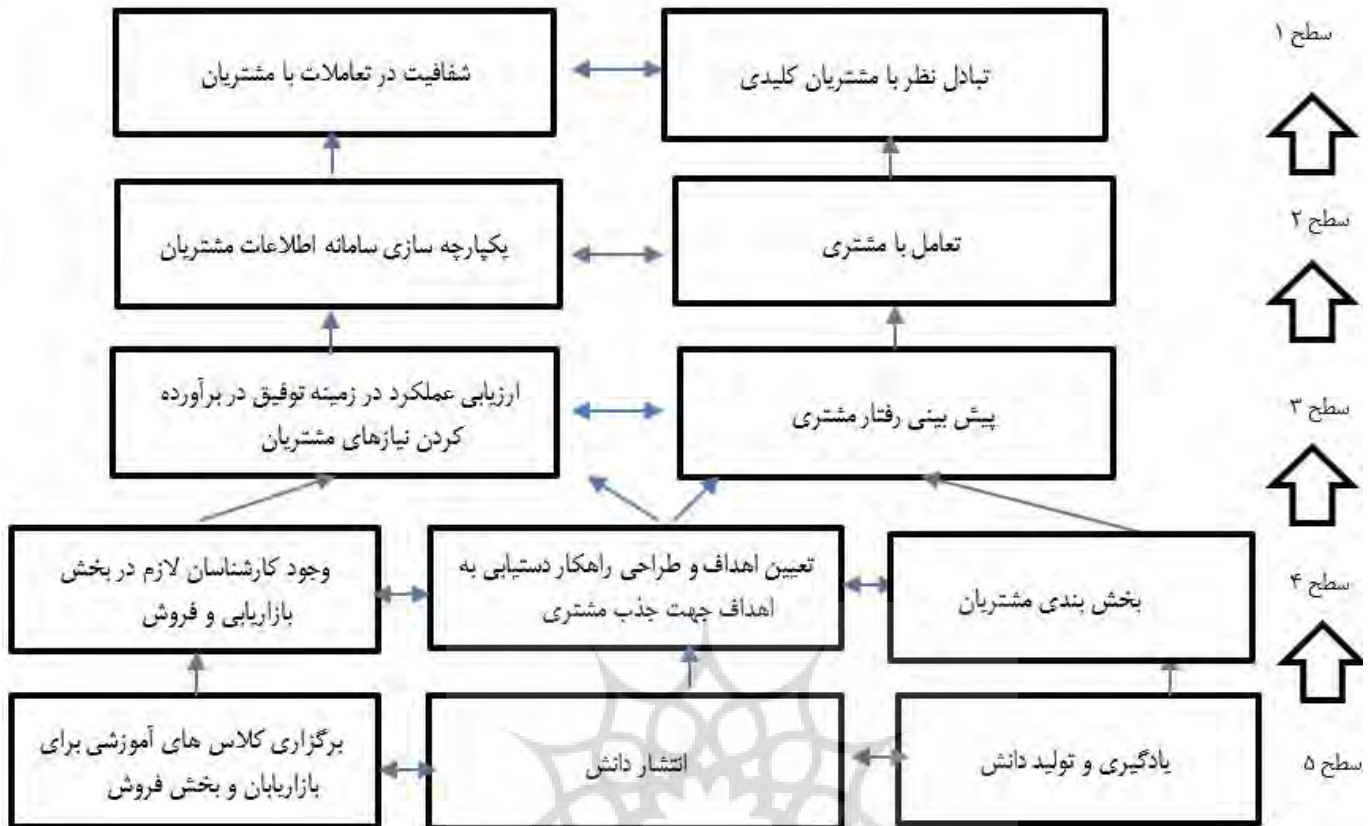 سطح ۱
تبادل نظر با مشتریان کلیدی
شفافیت در تعاملات با مشتریان
سطح ۲
تعامل با مشتری
یکپارچه سازی سامانه اطلاعات مشتریان
سطح ۳
پیش بینی رفتار مشتری
ارزیابی عملکرد در زمینه توفیق در برآورده
کردن نیازهای مشتریان
سطح ۴
بخش بندی مشتریان
تعیین اهداف و طراحی راهکار دستیابی به
اهداف جهت جذب مشتری
وجود کارشناسان لازم در بخش
بازاریابی و فروش
سطح ۵
یادگیری و تولید دانش
انتشار دانش
برگزاری کلاس های آموزشی برای
بازاریابان و بخش فروش